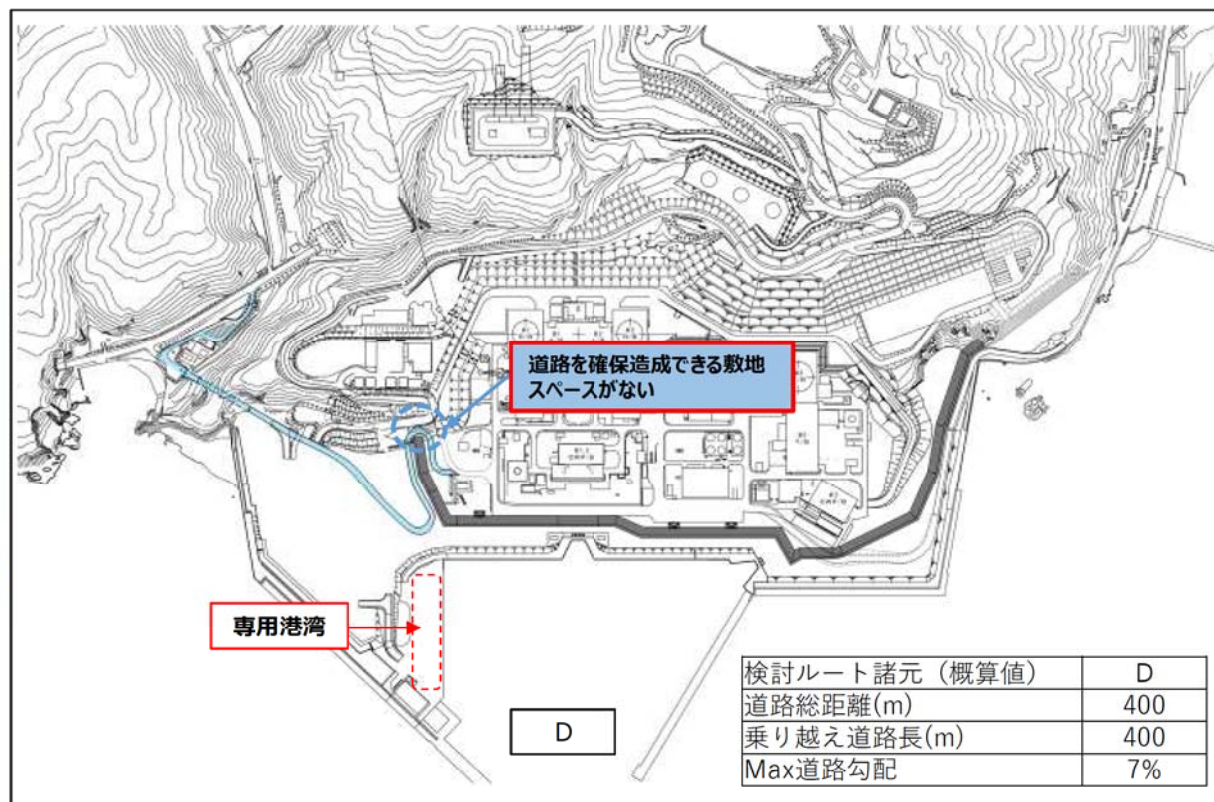 道路を確保造成できる敷地
スペースがない
専用港湾
D
検討ルート諸元（概算値） D
道路総距離(m) 400
乗り越え道路長(m) 400
Max道路勾配 7%